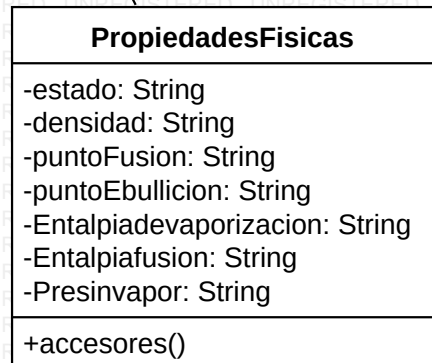 PropiedadesFisicas
-estado: String
-densidad: String
-puntoFusion: String
-puntoEbullicion: String
-Entalpiadevaporizacion: String
-Entalpiafusion: String
-Presinvapor: String
+accesores()